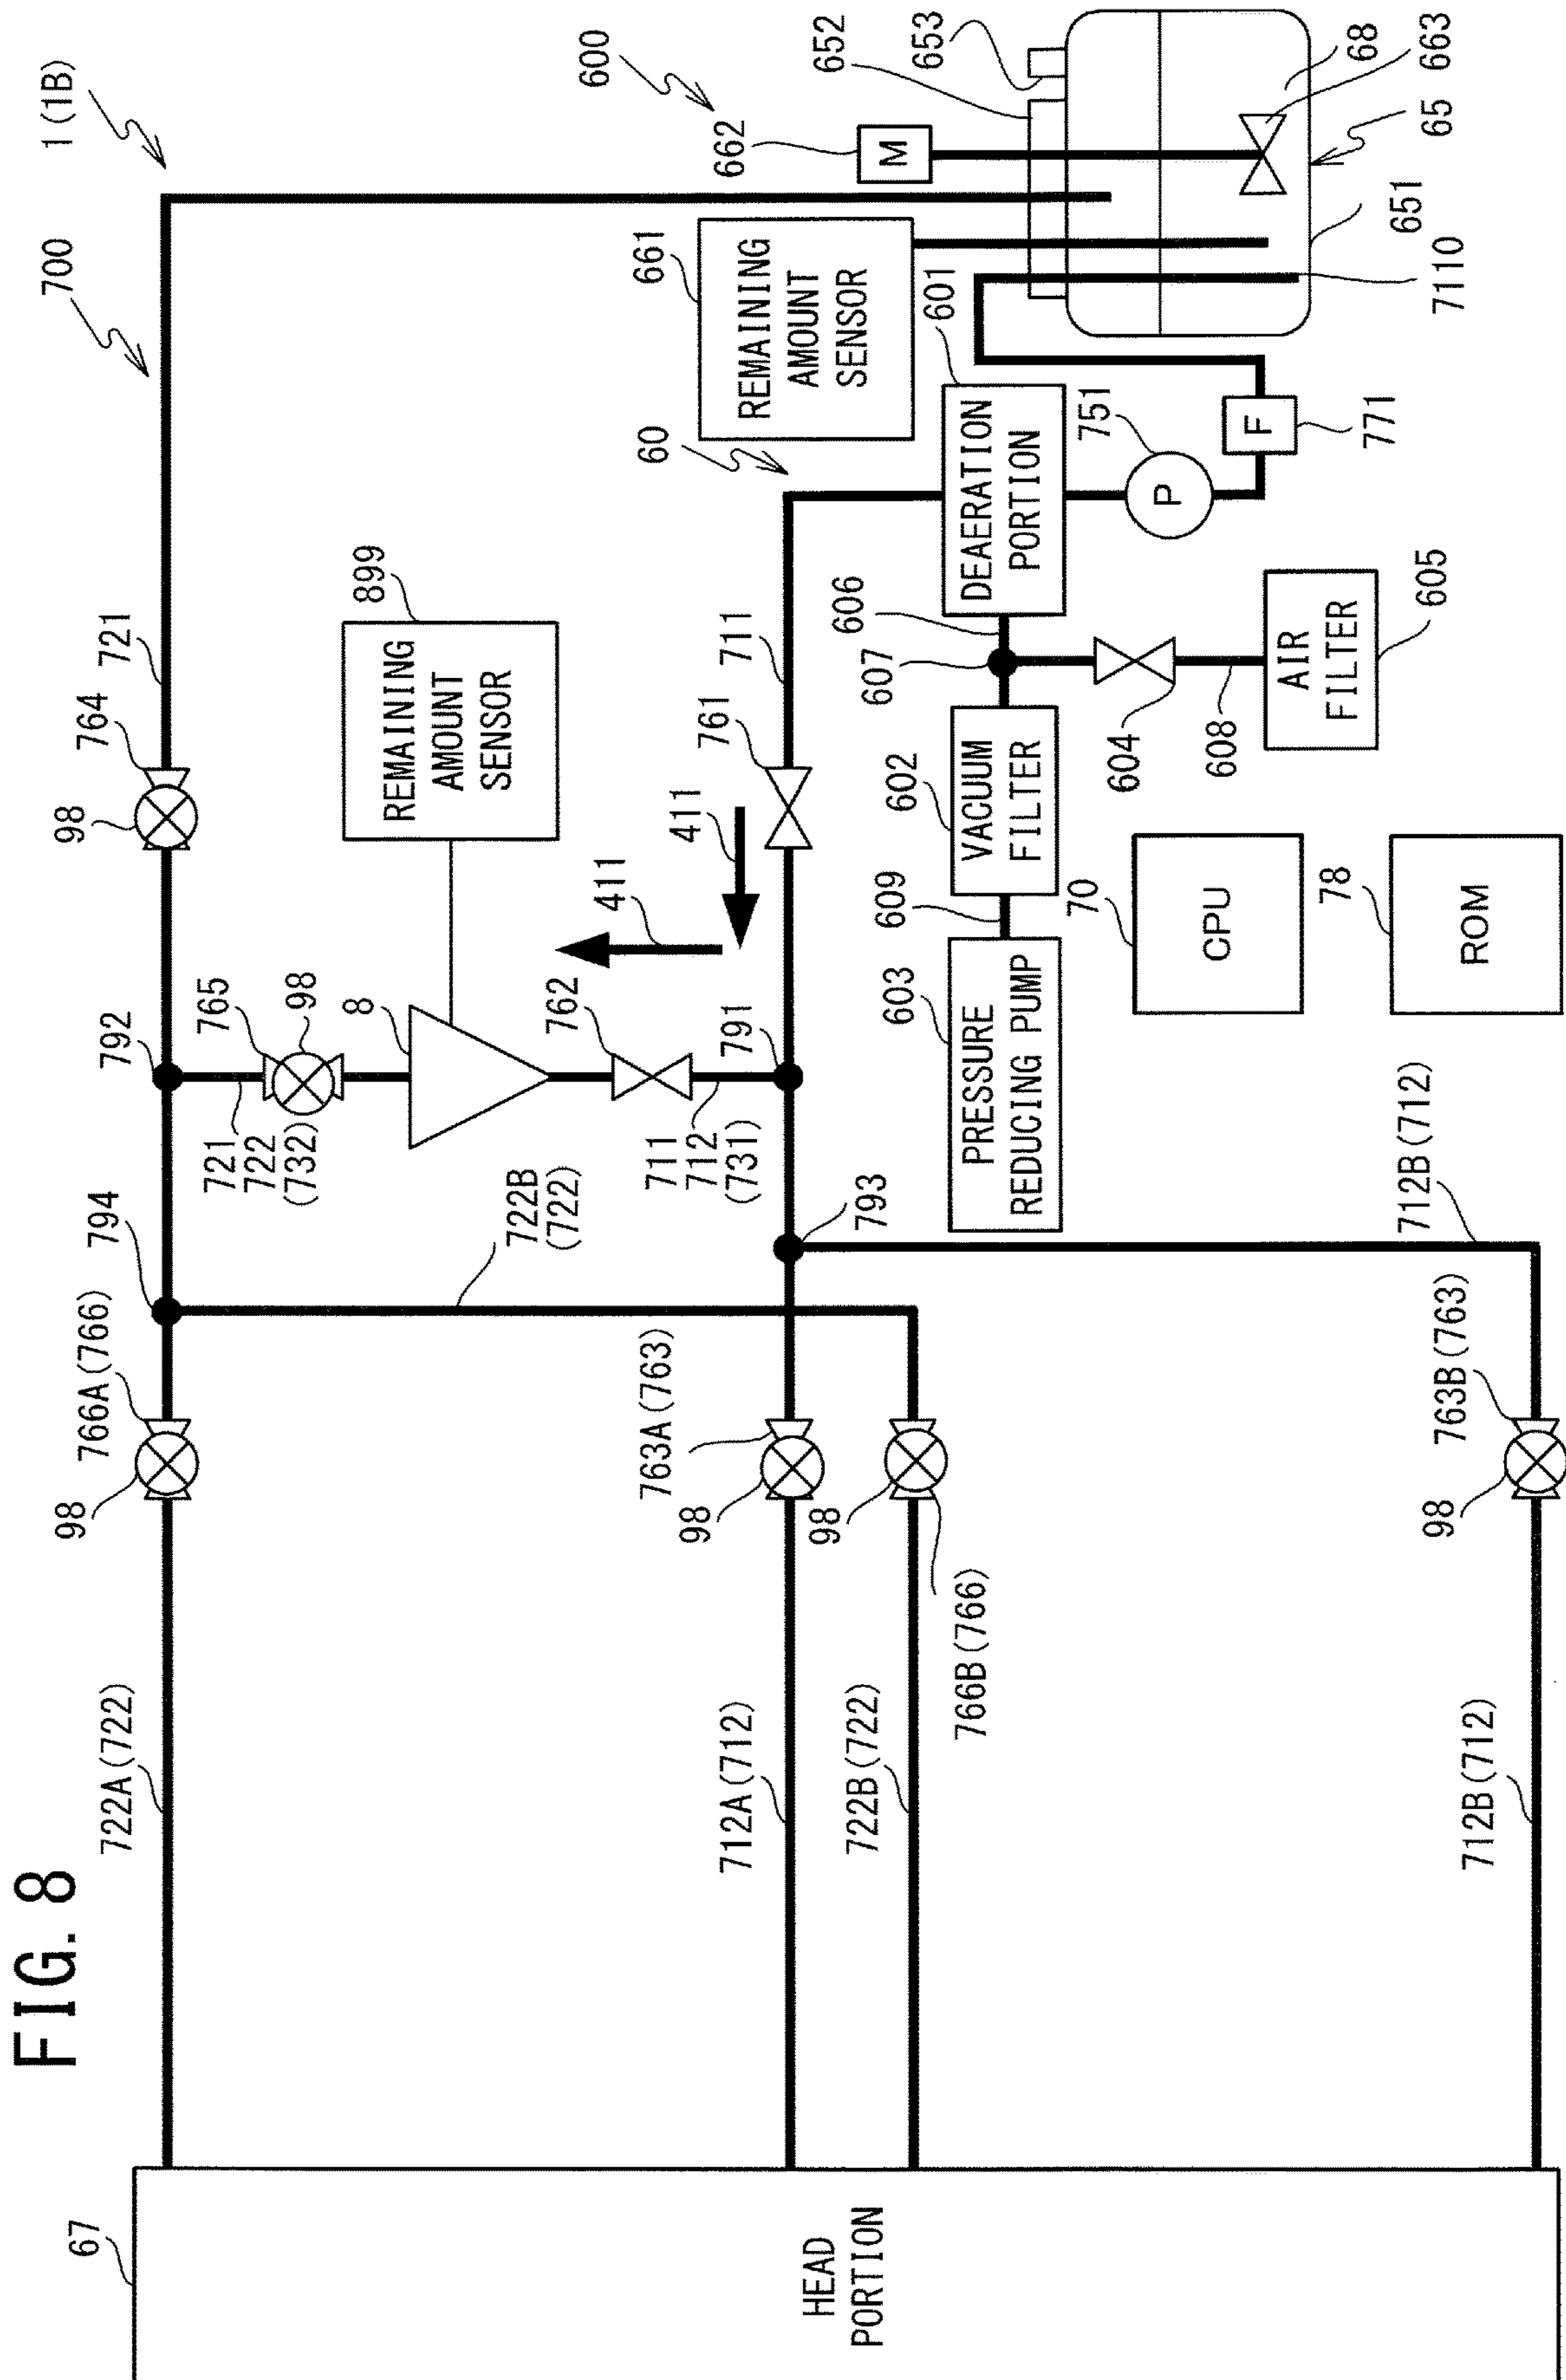 FIG. 8
1(1B)
700
600
67
HEAD
PORTION
722A(722)
98
766A(766)
794
792
98
764
721
721
722
(732)
765
98
8
REMAINING
AMOUNT
SENSOR
899
722B
(722)
711
712
(731)
762
791
411
411
761
711
60
712A(712)
98
763A(763)
793
722B(722)
98
766B(766)
712B(712)
98
763B(763)
712B(712)
REMAINING
AMOUNT
SENSOR
661
662
M
652
653
68
663
65
651
7110
DEAERATION
PORTION
601
751
P
F
771
606
607
VACUUM
FILTER
602
604
608
AIR
FILTER
605
609
PRESSURE
REDUCING PUMP
603
CPU
70
ROM
78